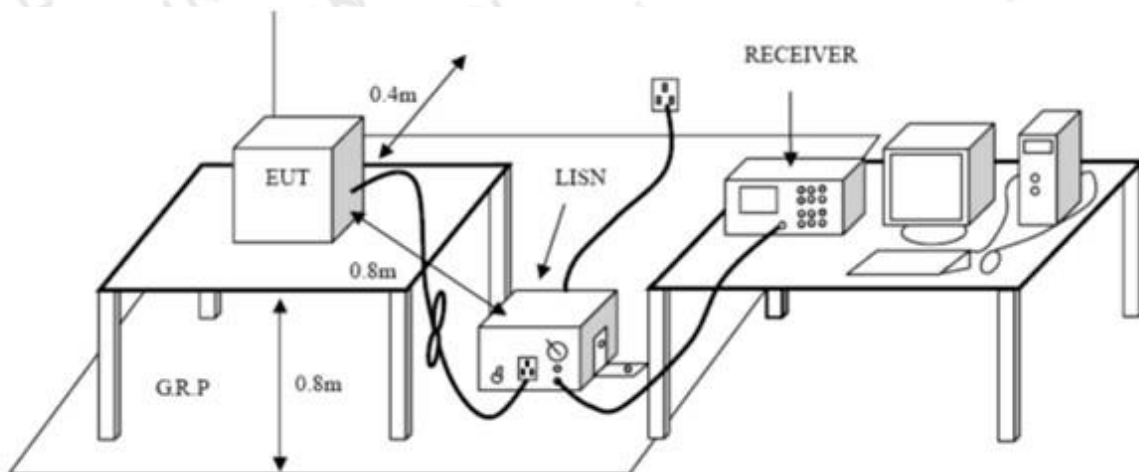 RECEIVER
0.4m
EUT
LISN
0.8m
G.R.P
0.8m